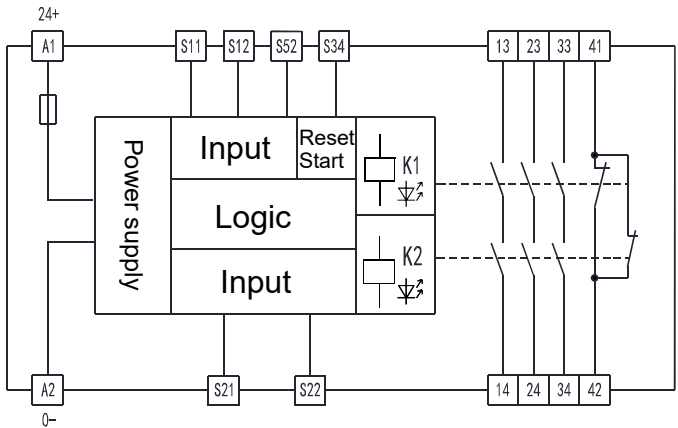 24+
A1
S11
S12
S52
S34
13
23
33
41
Power supply
Input
Reset
Start
K1
Logic
K2
Input
A2
S21
S22
14
24
34
42
0−